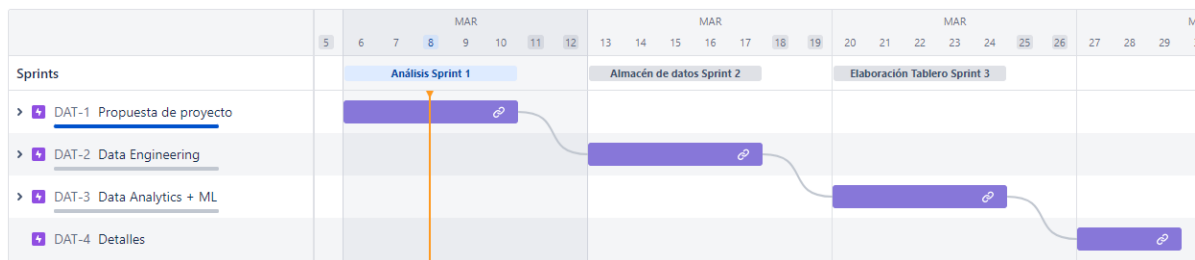 MAR MAR MAR M
5 6 7 8 9 10 11 12 13 14 15 16 17 18 19 20 21 22 23 24 25 26 27 28 29
Sprints Análisis Sprint 1 Almacén de datos Sprint 2 Elaboración Tablero Sprint 3
DAT-1 Propuesta de proyecto
DAT-2 Data Engineering
DAT-3 Data Analytics + ML
DAT-4 Detalles